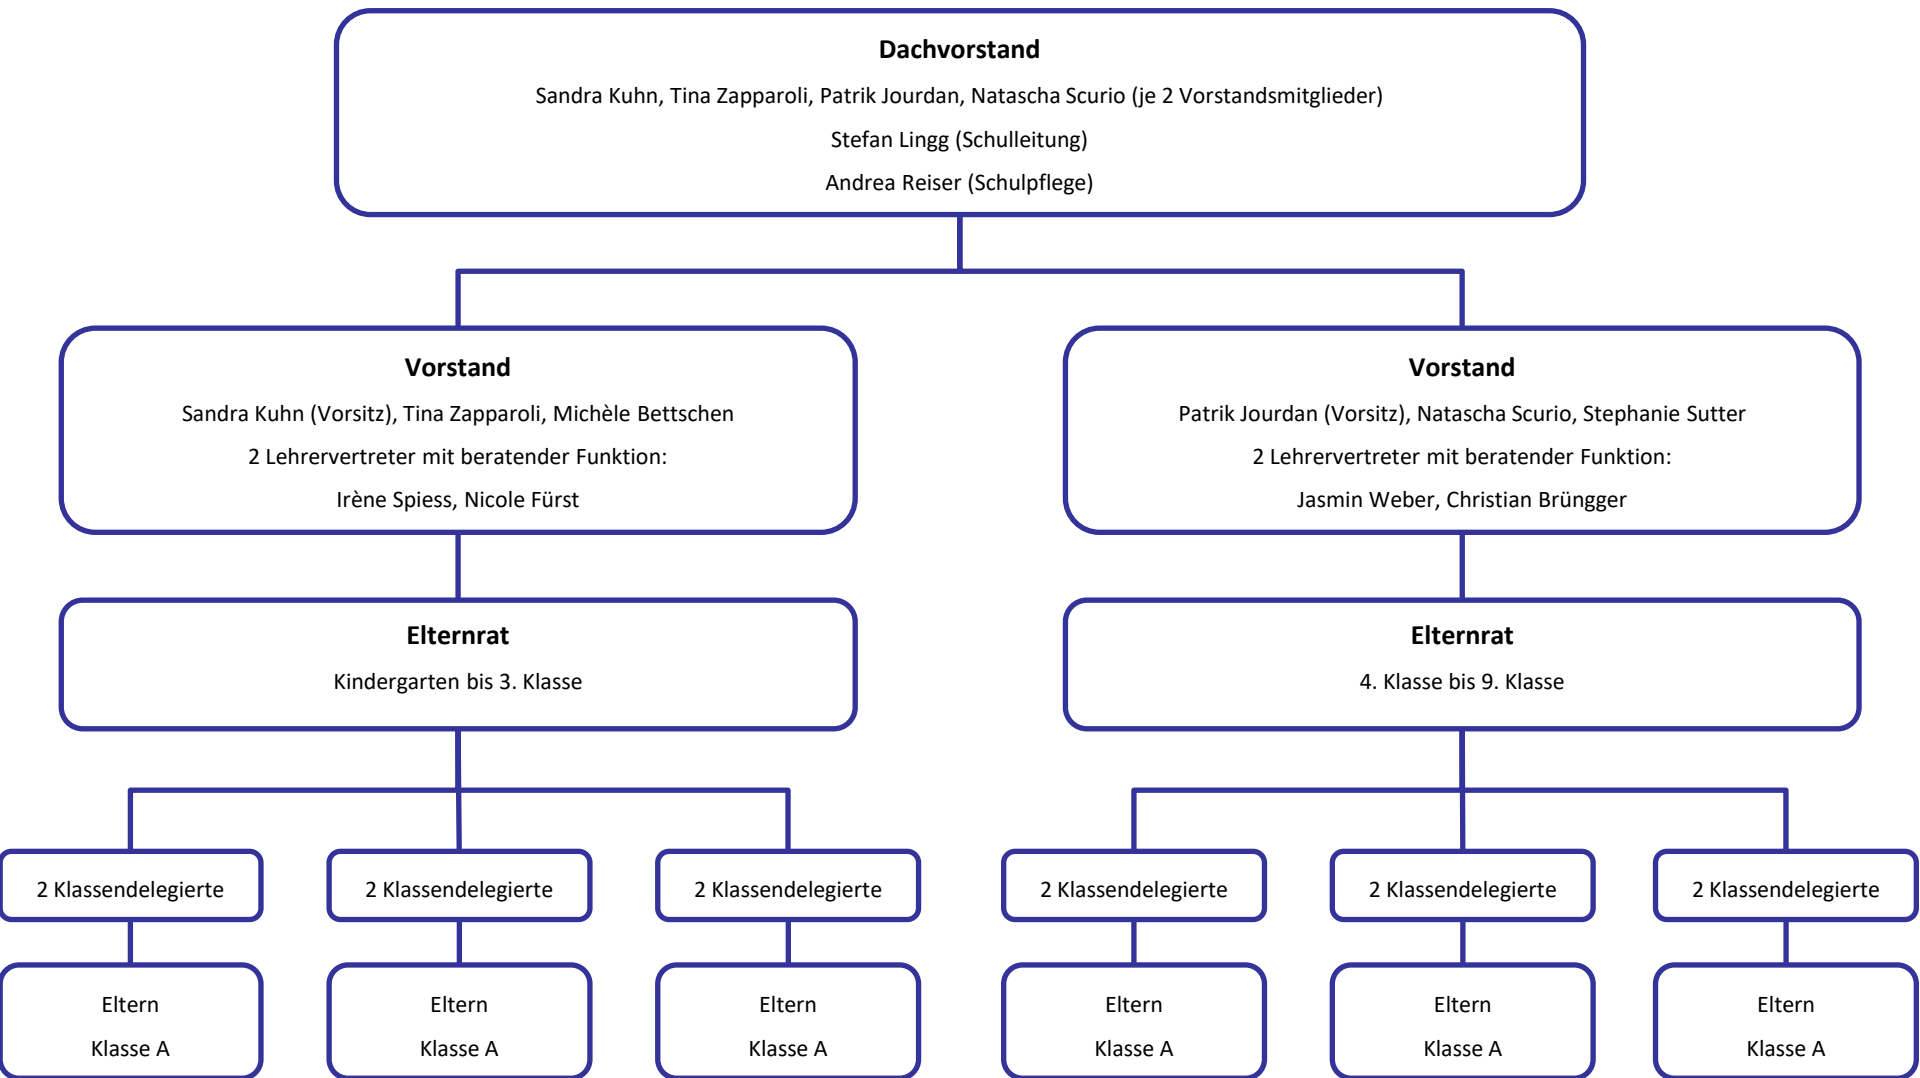 Dachvorstand
Sandra Kuhn, Tina Zapparoli, Patrik Jourdan, Natascha Scurio (je 2 Vorstandsmitglieder)
Stefan Lingg (Schulleitung)
Andrea Reiser (Schulpflege)
Vorstand
Sandra Kuhn (Vorsitz), Tina Zapparoli, Michèle Bettschen
2 Lehrervertreter mit beratender Funktion:
Irène Spiess, Nicole Fürst
Vorstand
Patrik Jourdan (Vorsitz), Natascha Scurio, Stephanie Sutter
2 Lehrervertreter mit beratender Funktion:
Jasmin Weber, Christian Brüngger
Elternrat
Kindergarten bis 3. Klasse
Elternrat
4. Klasse bis 9. Klasse
2 Klassendelegierte
2 Klassendelegierte
2 Klassendelegierte
2 Klassendelegierte
2 Klassendelegierte
2 Klassendelegierte
Eltern
Klasse A
Eltern
Klasse A
Eltern
Klasse A
Eltern
Klasse A
Eltern
Klasse A
Eltern
Klasse A